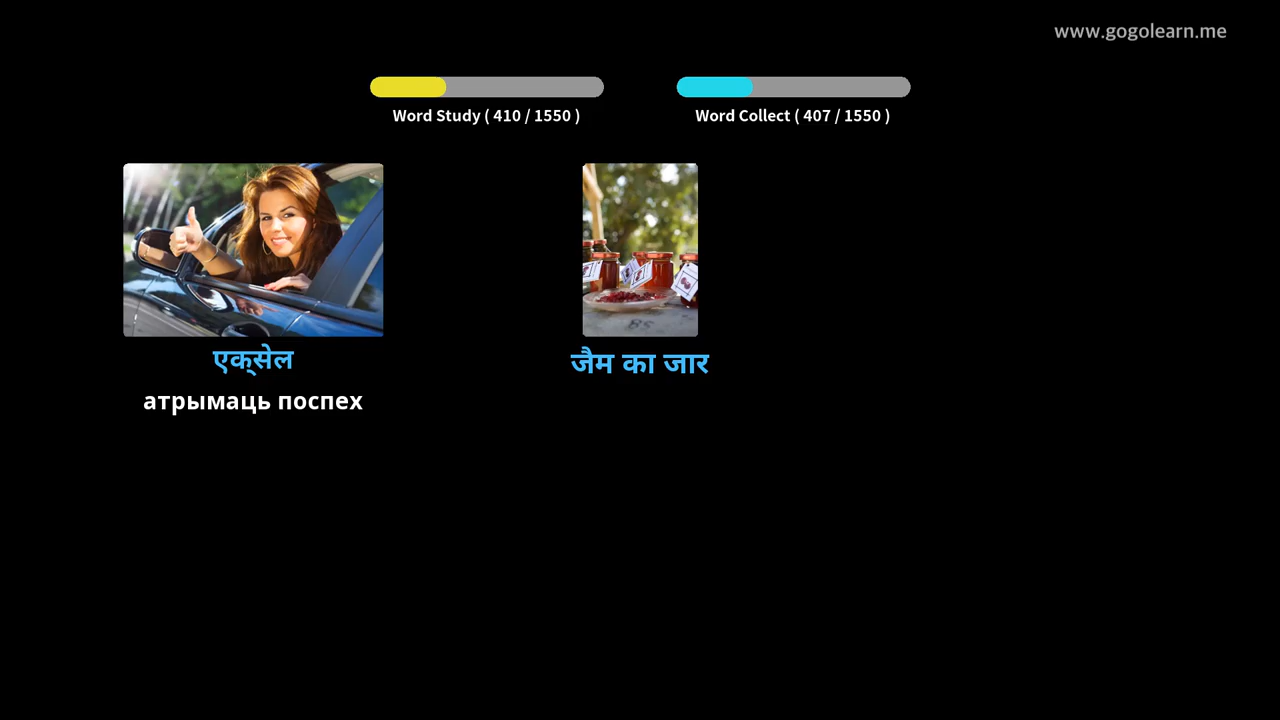 www.gogolearn.me
Word Study ( 410 / 1550 )
Word Collect ( 407 / 1550 )
एक्सेल
атрымаць поспех
जैम का जार